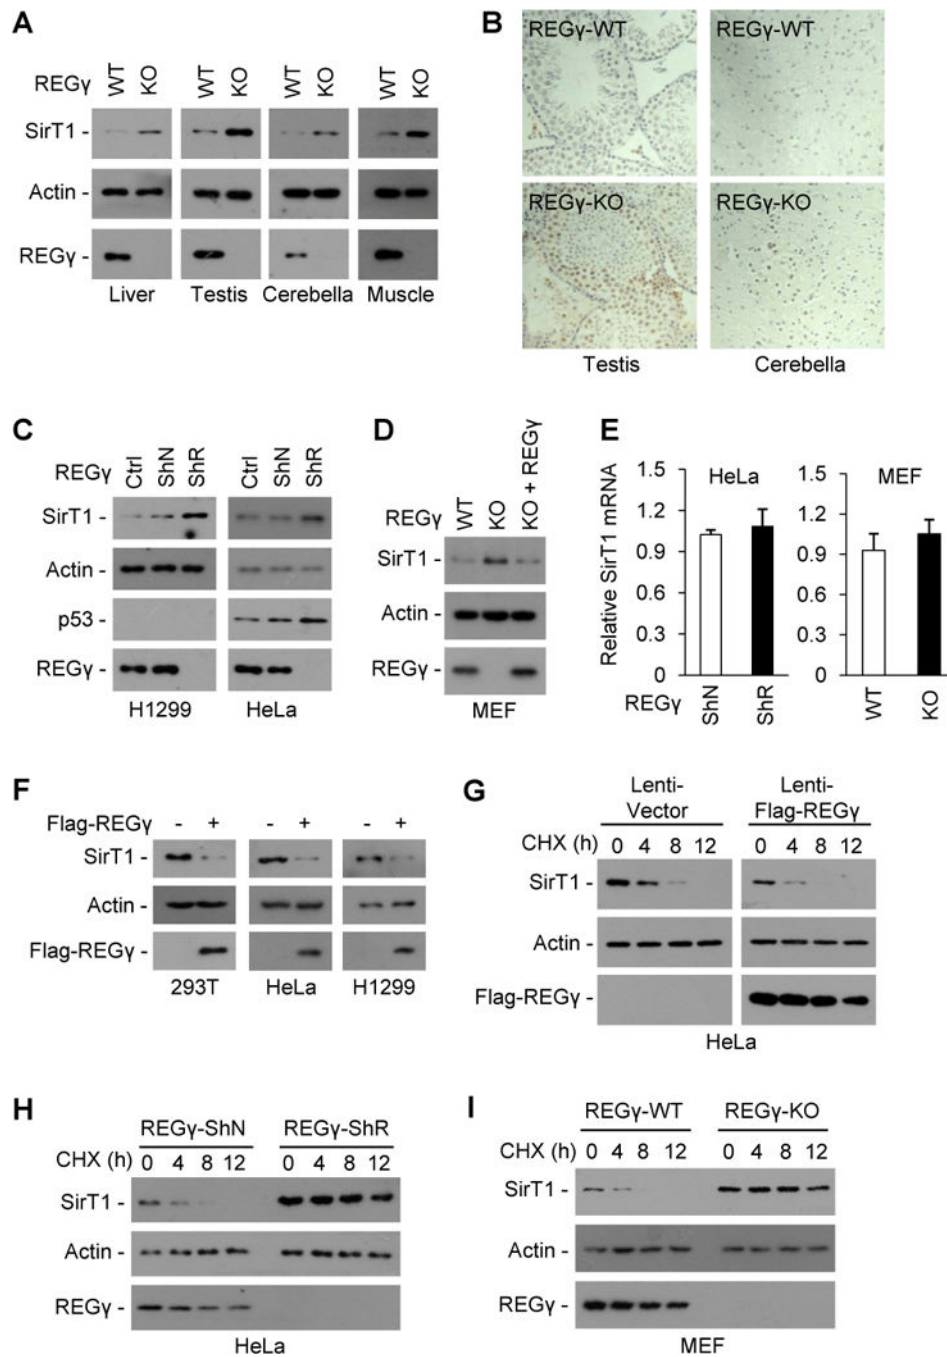 A
REGγ WT KO WT KO WT KO WT KO
SirT1 -
Actin -
REGγ -
Liver Testis Cerebella Muscle
B
REGγ-WT REGγ-WT
REGγ-KO REGγ-KO
Testis Cerebella
C
REGγ Ctrl ShN ShR Ctrl ShN ShR
SirT1 -
Actin -
p53 -
REGγ -
H1299 HeLa
D
REGγ WT KO KO + REGγ
SirT1 -
Actin -
REGγ -
MEF
E
Relative SirT1 mRNA
1.5 HeLa 1.5 MEF
1.2 1.2
0.9 0.9
0.6 0.6
0.3 0.3
0 0
REGγ ShN ShR WT KO
F
Flag-REGγ - + - + - +
SirT1 -
Actin -
Flag-REGγ -
293T HeLa H1299
G
Lenti- Lenti-
Vector Flag-REGγ
CHX (h) 0 4 8 12 0 4 8 12
SirT1 -
Actin -
Flag-REGγ -
HeLa
H
REGγ-ShN REGγ-ShR
CHX (h) 0 4 8 12 0 4 8 12
SirT1 -
Actin -
REGγ -
HeLa
I
REGγ-WT REGγ-KO
CHX (h) 0 4 8 12 0 4 8 12
SirT1 -
Actin -
REGγ -
MEF